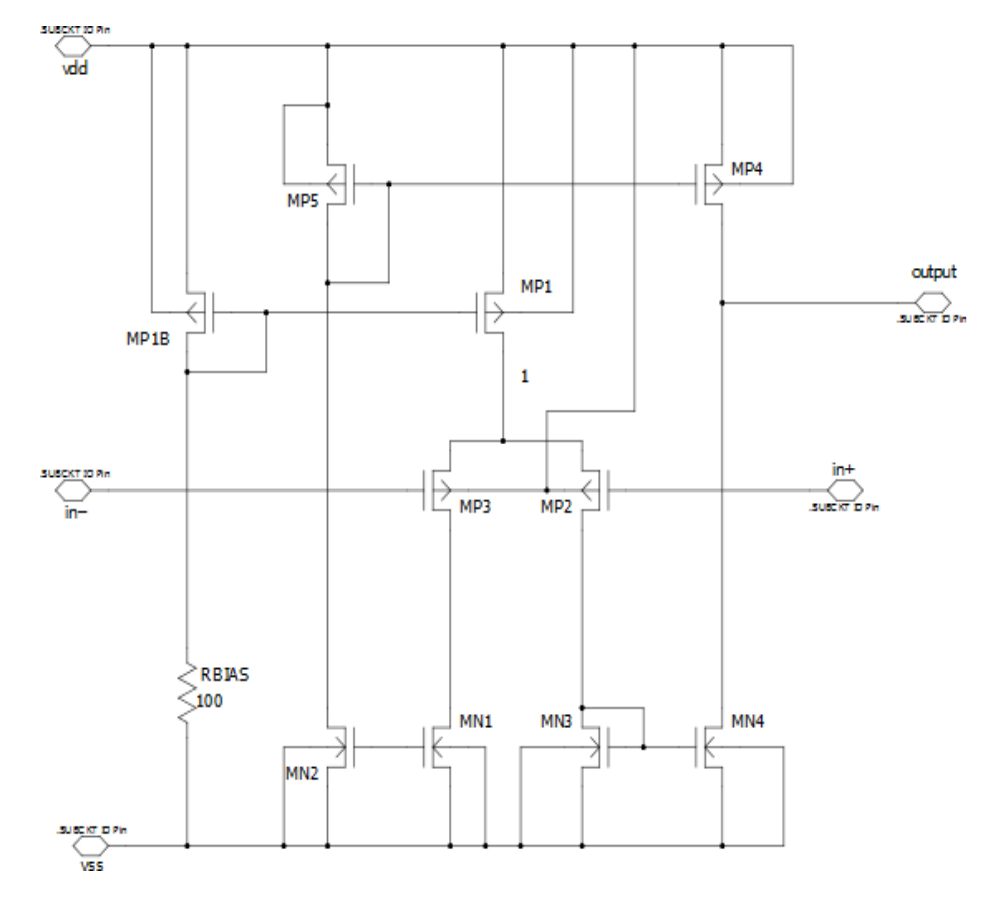 .SUBCKT IO Pin
vdd
MP4
MP5
output
.SUBCKT IO Pin
MP1
MP1B
1
.SUBCKT IO Pin
in-
in+
.SUBCKT IO Pin
MP3
MP2
RBIAS
100
MN1
MN3
MN4
MN2
.SUBCKT IO Pin
VSS